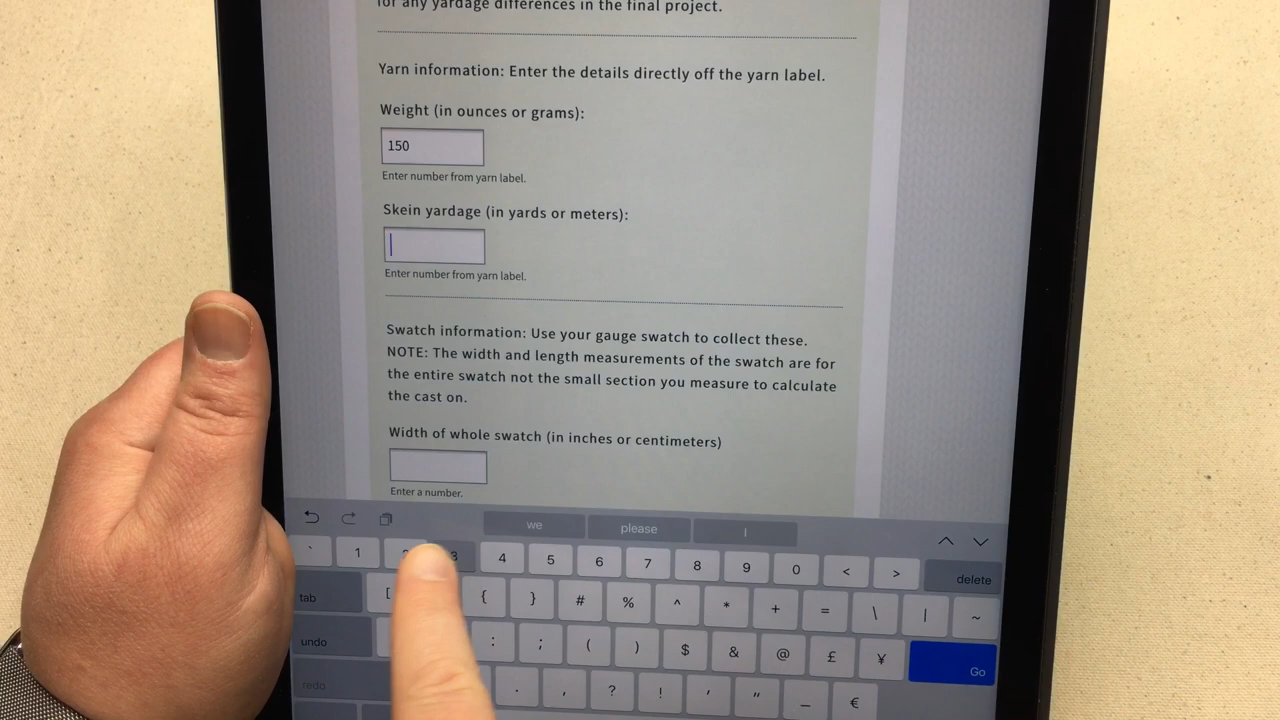 for any yardage differences in the final project.
Yarn information: Enter the details directly off the yarn label.
Weight (in ounces or grams):
150
Enter number from yarn label.
Skein yardage (in yards or meters):
Enter number from yarn label.
Swatch information: Use your gauge swatch to collect these.
NOTE: The width and length measurements of the swatch are for
the entire swatch not the small section you measure to calculate
the cast on.
Width of whole swatch (in inches or centimeters)
Enter a number.
we please I
` 1 2 3 4 5 6 7 8 9 0 < > delete
tab [ { } # % ^ * + = \ | ~
undo : ; ( ) $ & @ £ ¥ Go
redo . , ? ! ' " _ €